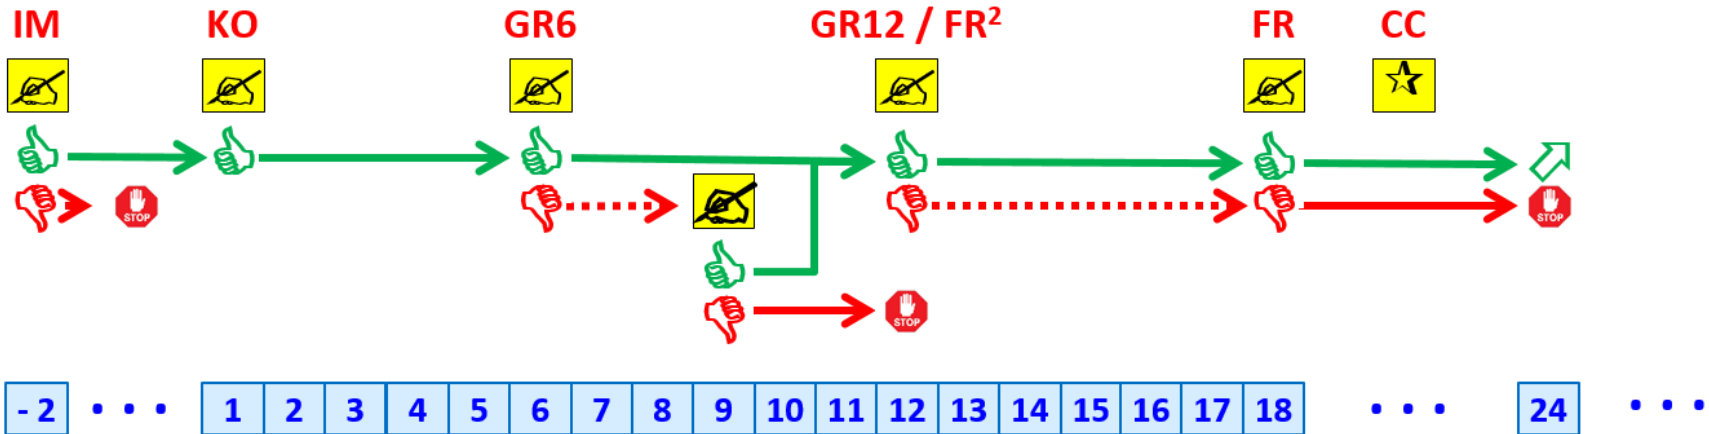 IM KO GR6 GR12 / FR² FR CC
STOP
STOP
STOP
- 2 ... 1 2 3 4 5 6 7 8 9 10 11 12 13 14 15 16 17 18 ... 24 ...